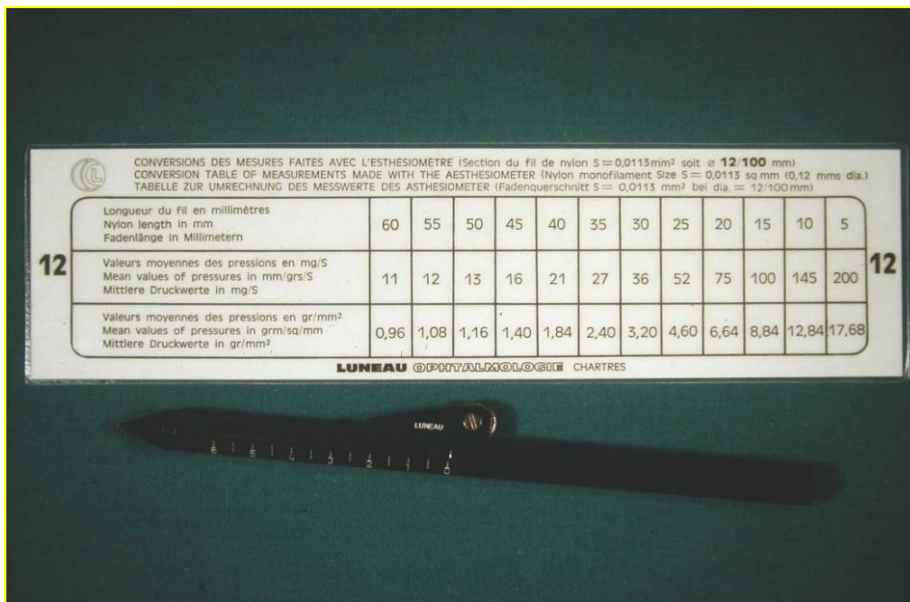 CONVERSIONS DES MESURES FAITES AVEC L'ESTHESIOMETRE (Section du fil de nylon S = 0,0113 mm² soit ⌀ 12/100 mm)
CONVERSION TABLE OF MEASUREMENTS MADE WITH THE AESTHESIOMETER (Nylon monofilament Size S = 0,0113 sq mm (0,12 mms dia.)
TABELLE ZUR UMRECHNUNG DES MESSWERTE DES ASTHESIOMETER (Fadenquerschnitt S = 0,0113 mm² bei dia. = 12/100 mm)
Longueur du fil en millimètres
Nylon length in mm
Fadenlänge in Millimetern
60 55 50 45 40 35 30 25 20 15 10 5
12
Valeurs moyennes des pressions en mg/S
Mean values of pressures in mm/grs/S
Mittlere Druckwerte in mg/S
11 12 13 16 21 27 36 52 75 100 145 200
12
Valeurs moyennes des pressions en gr/mm²
Mean values of pressures in grm/sq/mm
Mittlere Druckwerte in gr/mm²
0,96 1,08 1,16 1,40 1,84 2,40 3,20 4,60 6,64 8,84 12,84 17,68
LUNEAU OPHTALMOLOGIE CHARTRES
LUNEAU
6 5 4 3 2 1 0